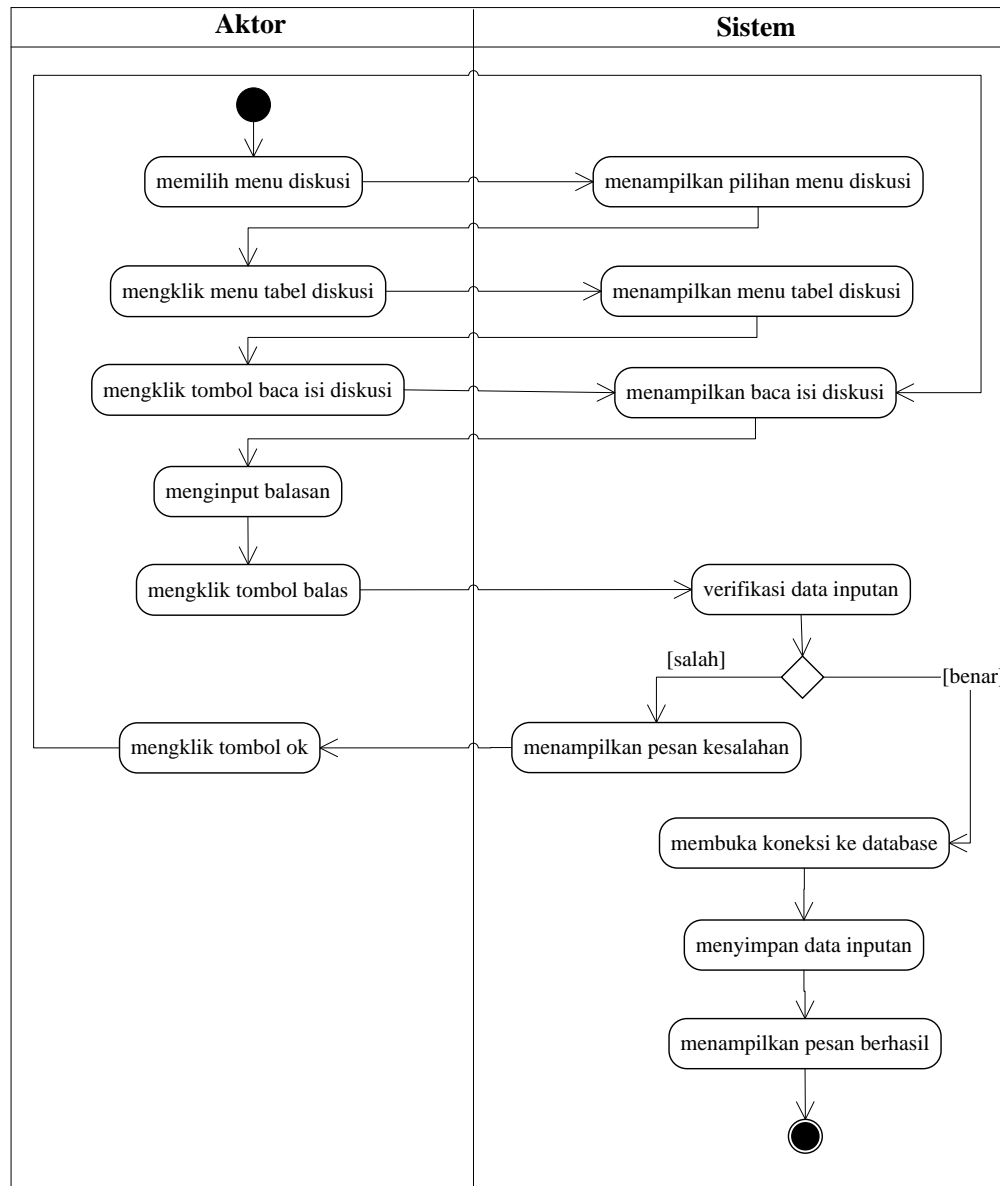 Aktor
Sistem
memilih menu diskusi
menampilkan pilihan menu diskusi
mengklik menu tabel diskusi
menampilkan menu tabel diskusi
mengklik tombol baca isi diskusi
menampilkan baca isi diskusi
menginput balasan
mengklik tombol balas
verifikasi data inputan
[salah]
[benar]
mengklik tombol ok
menampilkan pesan kesalahan
membuka koneksi ke database
menyimpan data inputan
menampilkan pesan berhasil